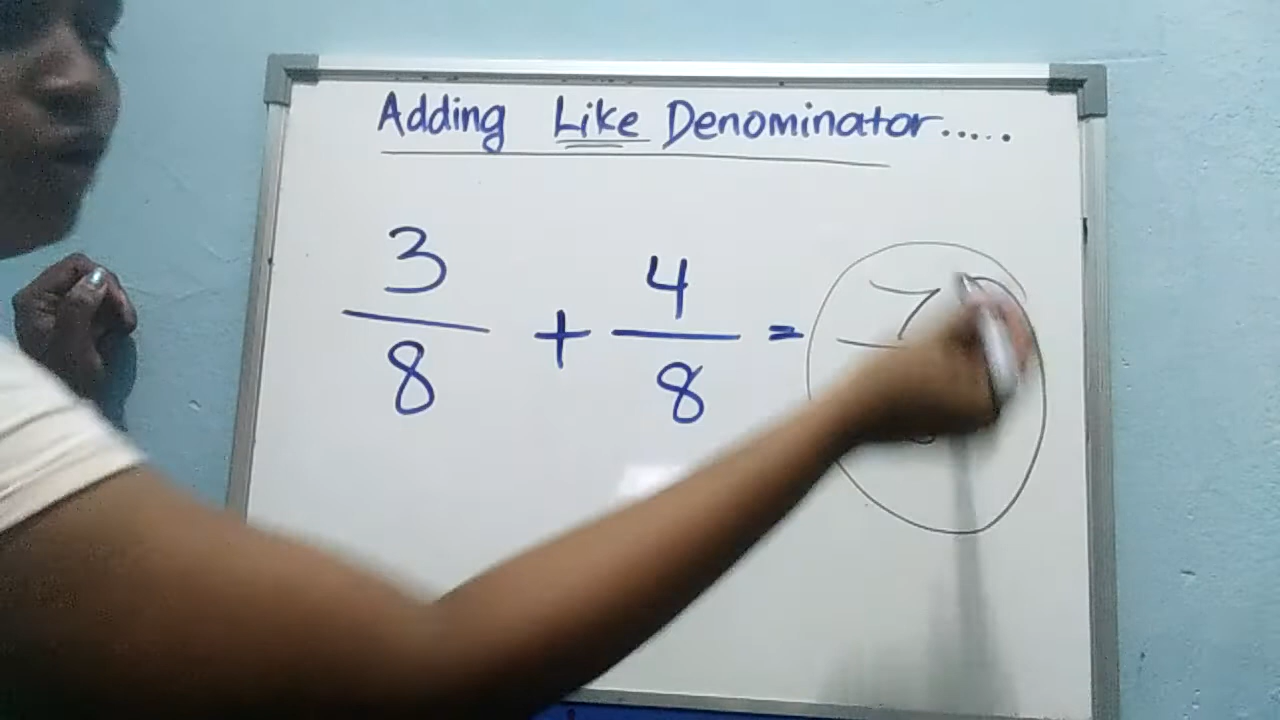 Adding Like Denominator.....
3/8 + 4/8 = 7